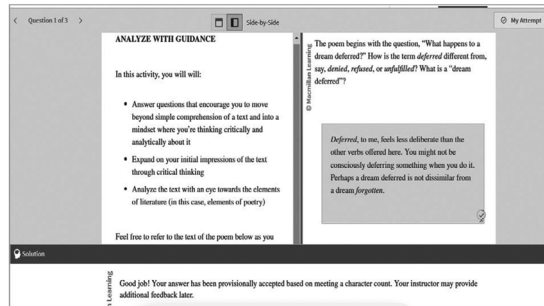 < Question 1 of 3 >
Side-by-Side
My Attempt
ANALYZE WITH GUIDANCE
In this activity, you will will:
• Answer questions that encourage you to move
beyond simple comprehension of a text and into a
mindset where you're thinking critically and
analytically about it
• Expand on your initial impressions of the text
through critical thinking
• Analyze the text with an eye towards the elements
of literature (in this case, elements of poetry)
Feel free to refer to the text of the poem below as you
© Macmillan Learning
The poem begins with the question, "What happens to a
dream deferred?" How is the term deferred different from,
say, denied, refused, or unfulfilled? What is a "dream
deferred"?
Deferred, to me, feels less deliberate than the
other verbs offered here. You might not be
consciously deferring something when you do it.
Perhaps a dream deferred is not dissimilar from
a dream forgotten.
Solution
Learning
Good job! Your answer has been provisionally accepted based on meeting a character count. Your instructor may provide
additional feedback later.